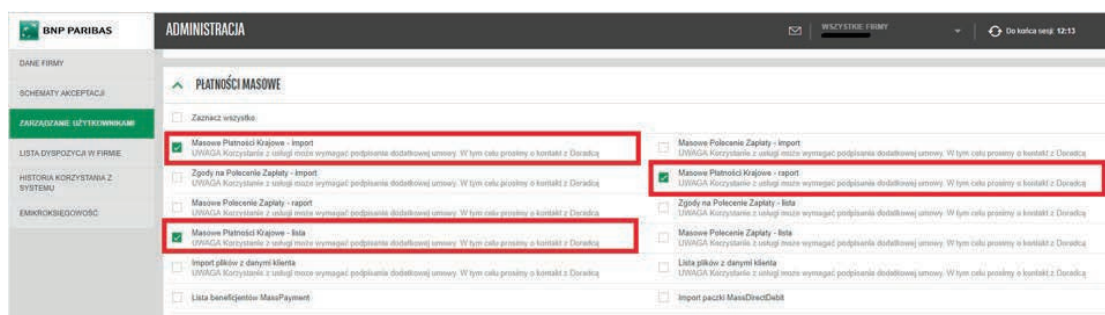 BNP PARIBAS
ADMINISTRACJA
WSZYSTKIE FIRMY
Do końca sesji: 12:13
DANE FIRMY
SCHEMATY AKCEPTACJI
ZARZĄDZANIE UŻYTKOWNIKAMI
LISTA DYSPOZYCJI W FIRMIE
HISTORIA KORZYSTANIA Z
SYSTEMU
EMIKROKSIĘGOWOŚĆ
PŁATNOŚCI MASOWE
Zaznacz wszystko
Masowe Płatności Krajowe - import
UWAGA Korzystanie z usługi może wymagać podpisania dodatkowej umowy. W tym celu prosimy o kontakt z Doradcą
Masowe Polecenie Zapłaty - import
UWAGA Korzystanie z usługi może wymagać podpisania dodatkowej umowy. W tym celu prosimy o kontakt z Doradcą
Zgody na Polecenie Zapłaty - import
UWAGA Korzystanie z usługi może wymagać podpisania dodatkowej umowy. W tym celu prosimy o kontakt z Doradcą
Masowe Płatności Krajowe - raport
UWAGA Korzystanie z usługi może wymagać podpisania dodatkowej umowy. W tym celu prosimy o kontakt z Doradcą
Masowe Polecenie Zapłaty - raport
UWAGA Korzystanie z usługi może wymagać podpisania dodatkowej umowy. W tym celu prosimy o kontakt z Doradcą
Zgody na Polecenie Zapłaty - lista
UWAGA Korzystanie z usługi może wymagać podpisania dodatkowej umowy. W tym celu prosimy o kontakt z Doradcą
Masowe Płatności Krajowe - lista
UWAGA Korzystanie z usługi może wymagać podpisania dodatkowej umowy. W tym celu prosimy o kontakt z Doradcą
Masowe Polecenie Zapłaty - lista
UWAGA Korzystanie z usługi może wymagać podpisania dodatkowej umowy. W tym celu prosimy o kontakt z Doradcą
Import plików z danymi klienta
UWAGA Korzystanie z usługi może wymagać podpisania dodatkowej umowy. W tym celu prosimy o kontakt z Doradcą
Lista plików z danymi klienta
UWAGA Korzystanie z usługi może wymagać podpisania dodatkowej umowy. W tym celu prosimy o kontakt z Doradcą
Lista beneficjentów MassPayment
Import paczki MassDirectDebit